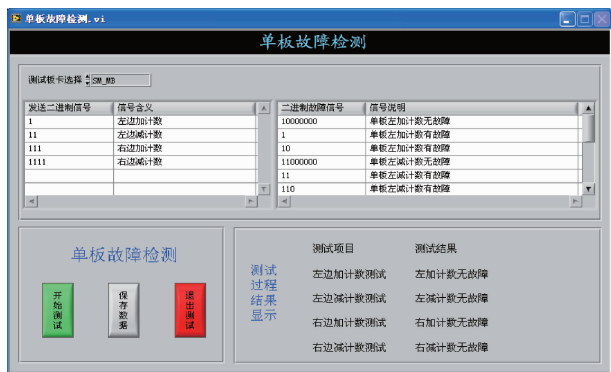 单板故障检测.vi
单板故障检测
测试板卡选择 SM_MB
发送二进制信号 信号含义
1 左边加计数
11 左边减计数
111 右边加计数
1111 右边减计数
二进制故障信号 信号说明
10000000 单板左加计数无故障
1 单板左加计数有故障
10 单板左加计数有故障
11000000 单板左减计数无故障
11 单板左减计数有故障
110 单板左减计数有故障
单板故障检测
开始测试
保存数据
退出测试
测试过程结果显示
测试项目 测试结果
左边加计数测试 左加计数无故障
左边减计数测试 左减计数无故障
右边加计数测试 右加计数无故障
右边减计数测试 右减计数无故障